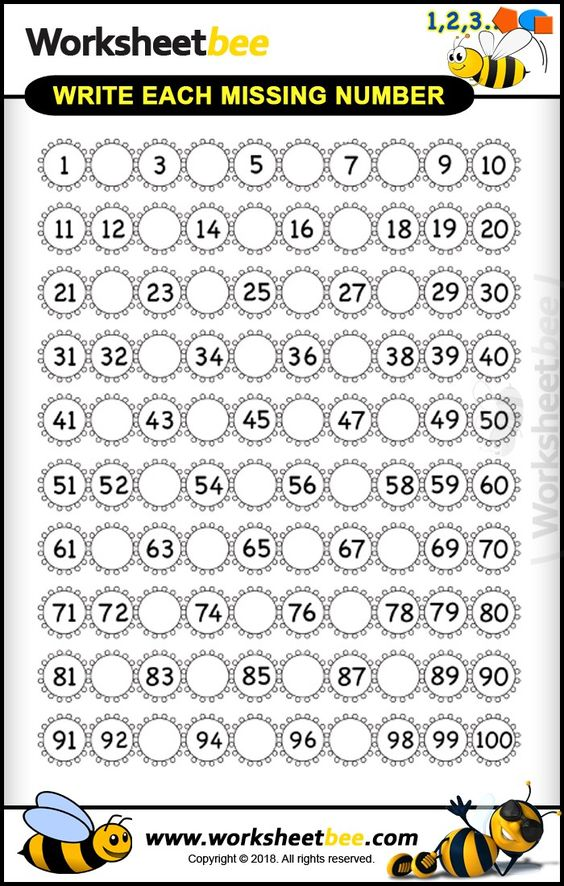 1,2,3.
Worksheetbee
WRITE EACH MISSING NUMBER
1 3 5 7 9 10
11 12 14 16 18 19 20
21 23 25 27 29 30
31 32 34 36 38 39 40
41 43 45 47 49 50
51 52 54 56 58 59 60
61 63 65 67 69 70
71 72 74 76 78 79 80
81 83 85 87 89 90
91 92 94 96 98 99 100
\ Worksheetbee /
www.worksheetbee.com
Copyright © 2018. All rights reserved.